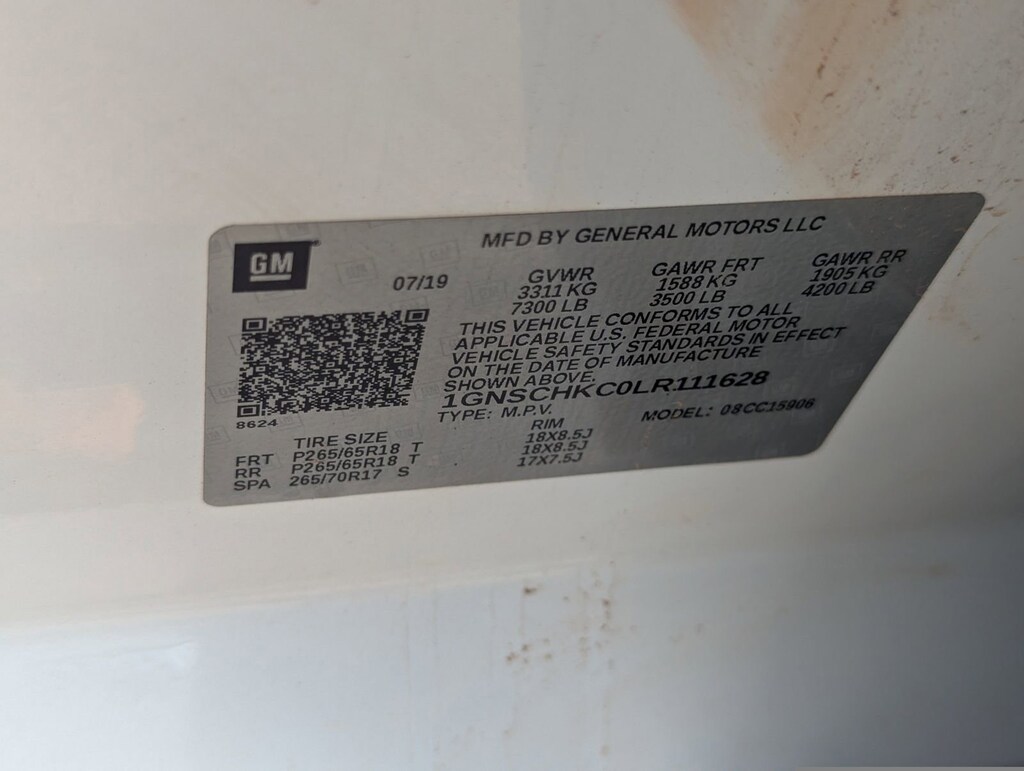 GM
MFD BY GENERAL MOTORS LLC
07/19
GVWR GAWR FRT GAWR RR
3311 KG 1588 KG 1905 KG
7300 LB 3500 LB 4200 LB
THIS VEHICLE CONFORMS TO ALL
APPLICABLE U.S. FEDERAL MOTOR
VEHICLE SAFETY STANDARDS IN EFFECT
ON THE DATE OF MANUFACTURE
SHOWN ABOVE.
1GNSCHKC0LR111628
TYPE: M.P.V. MODEL: 08CC15906
8624
TIRE SIZE RIM
FRT P265/65R18 T 18X8.5J
RR P265/65R18 T 18X8.5J
SPA 265/70R17 S 17X7.5J